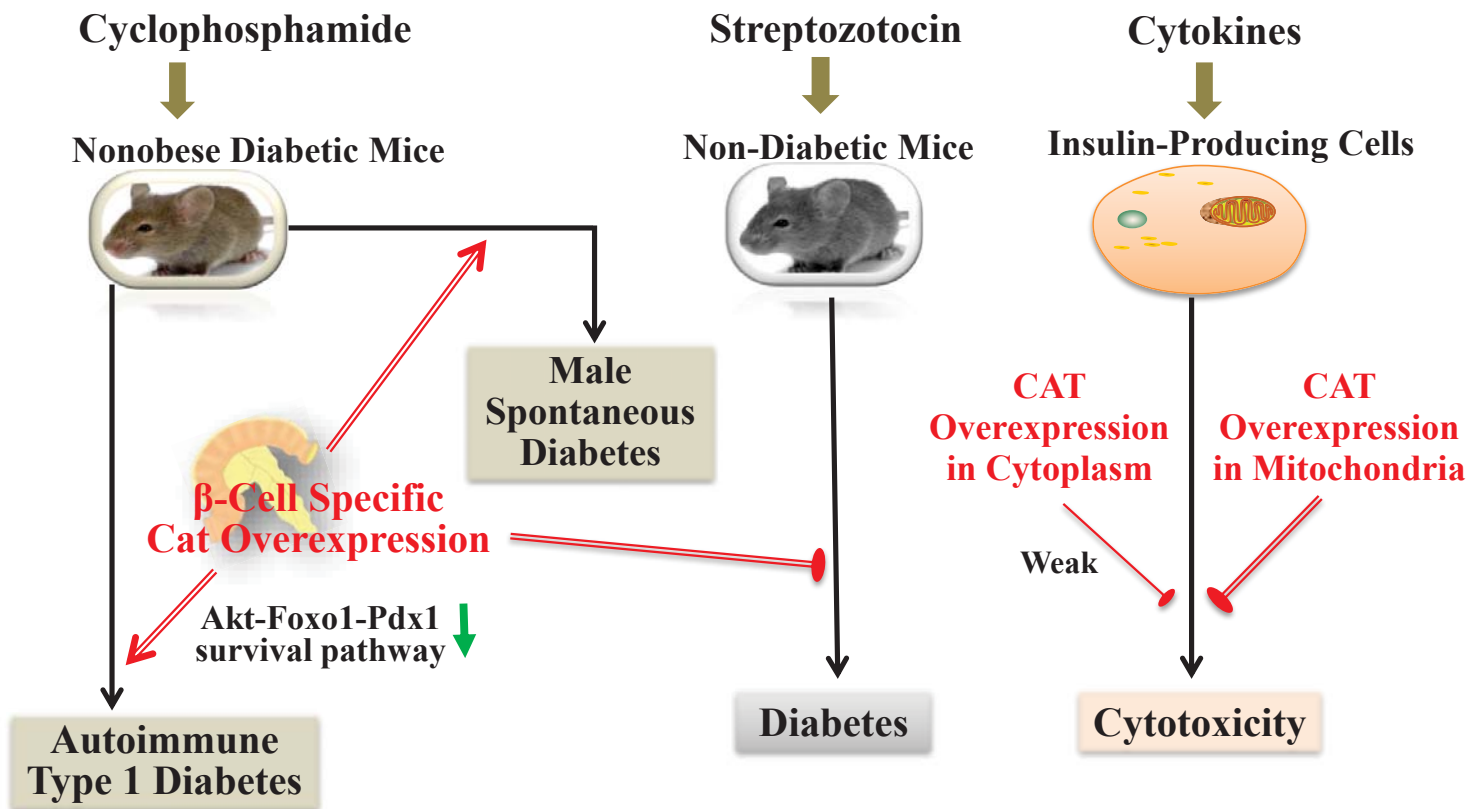 Cyclophosphamide
Nonobese Diabetic Mice
Male
Spontaneous
Diabetes
β-Cell Specific
Cat Overexpression
Akt-Foxo1-Pdx1
survival pathway
Autoimmune
Type 1 Diabetes
Streptozotocin
Non-Diabetic Mice
Diabetes
Cytokines
Insulin-Producing Cells
CAT
Overexpression
in Cytoplasm
Weak
CAT
Overexpression
in Mitochondria
Cytotoxicity